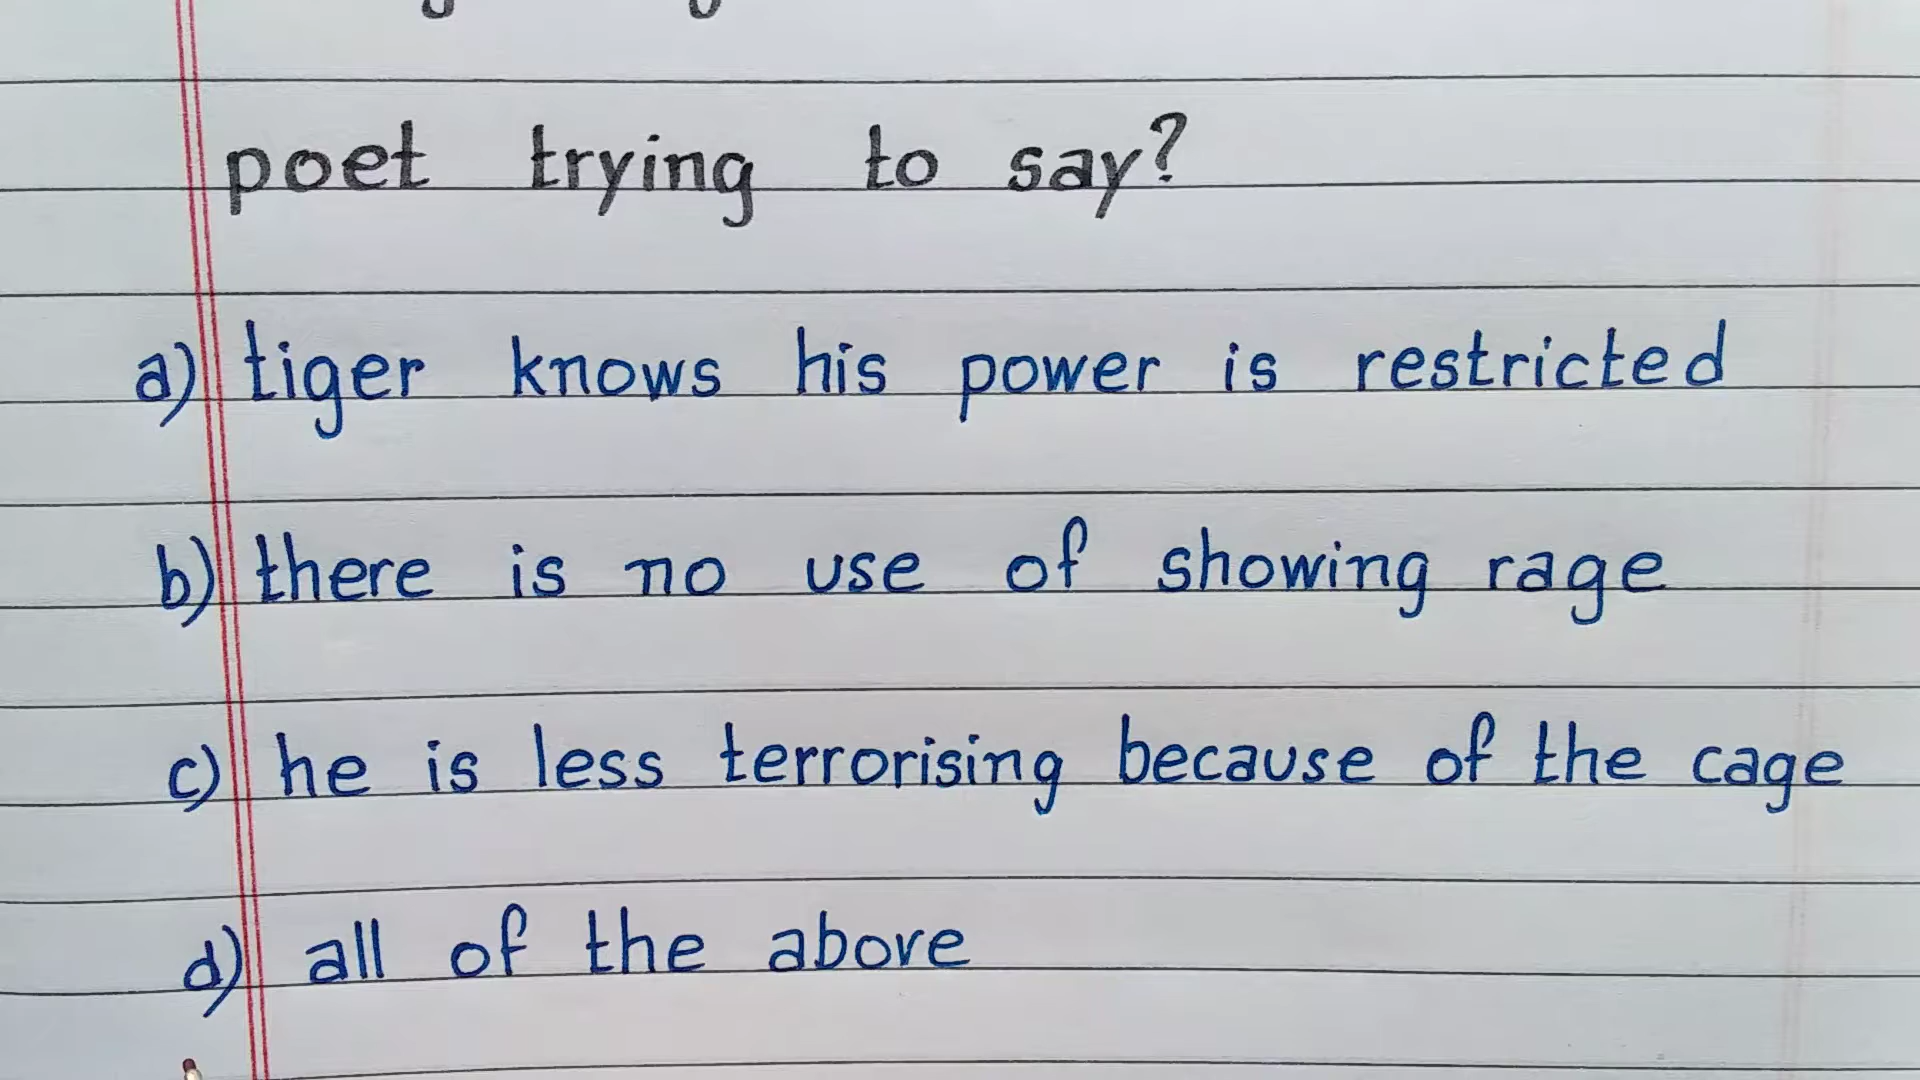 poet trying to say?
a) tiger knows his power is restricted
b) there is no use of showing rage
c) he is less terrorising because of the cage
d) all of the above